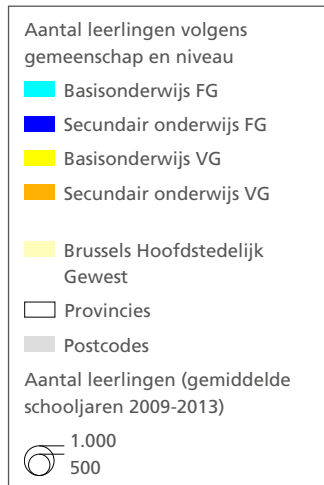 Aantal leerlingen volgens
gemeenschap en niveau
Basisonderwijs FG
Secundair onderwijs FG
Basisonderwijs VG
Secundair onderwijs VG
Brussels Hoofdstedelijk
Gewest
Provincies
Postcodes
Aantal leerlingen (gemiddelde
schooljaren 2009-2013)
1.000
500